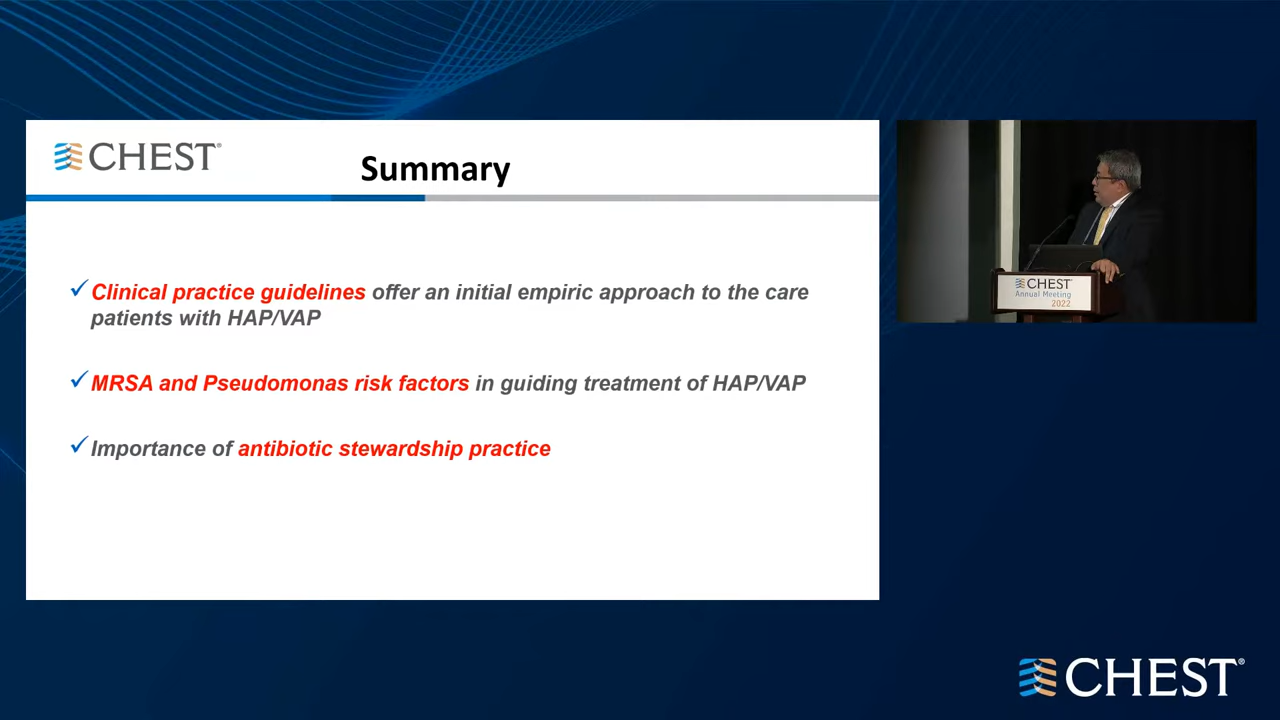 CHEST®
Summary
✓ Clinical practice guidelines offer an initial empiric approach to the care
patients with HAP/VAP
✓ MRSA and Pseudomonas risk factors in guiding treatment of HAP/VAP
✓ Importance of antibiotic stewardship practice
CHEST
Annual Meeting
2022
CHEST®